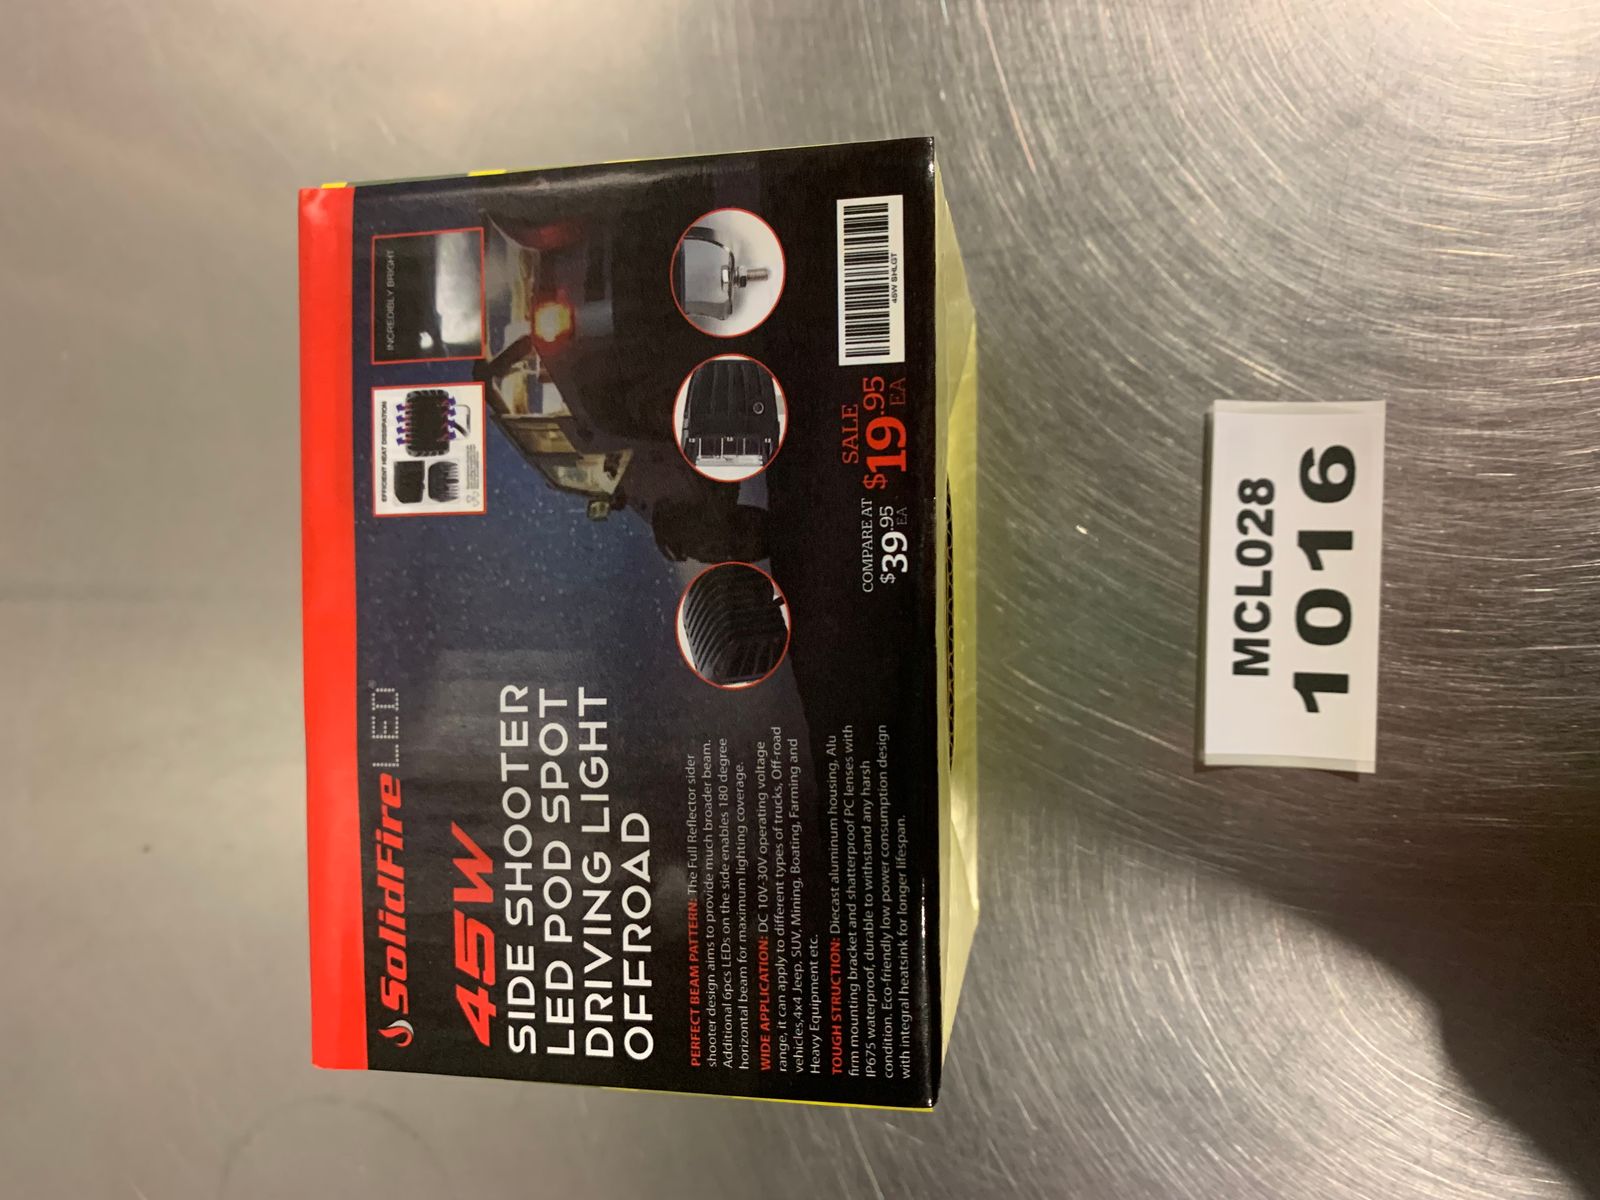 SolidFire LED®
45W
SIDE SHOOTER
LED POD SPOT
DRIVING LIGHT
OFFROAD
EFFICIENT HEAT DISSIPATION
INCREDIBLY BRIGHT
PERFECT BEAM PATTERN: The Full Reflector sider
shooter design aims to provide much broader beam.
Additional 6pcs LEDs on the side enables 180 degree
horizontal beam for maximum lighting coverage.
WIDE APPLICATION: DC 10V-30V operating voltage
range, it can apply to different types of trucks, Off-road
vehicles,4x4 Jeep, SUV, Mining, Boating, Farming and
Heavy Equipment etc.
TOUGH STRUCTION: Diecast aluminum housing, Alu
firm mounting bracket and shatterproof PC lenses with
IP675 waterproof, durable to withstand any harsh
condition. Eco-friendly low power consumption design
with integral heatsink for longer lifespan.
COMPARE AT
$39.95
EA
SALE
$19.95
EA
45W SHLGT
MCL028
1016